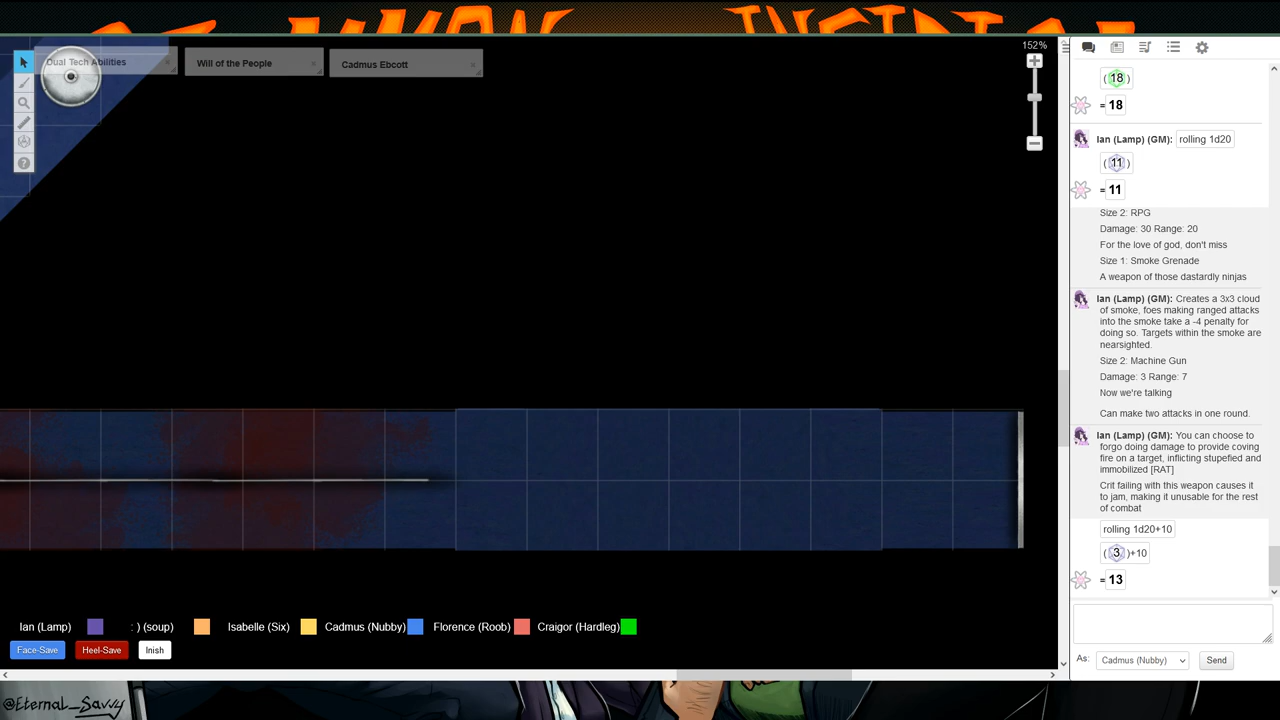 152%
Dual Tech Abilities
Will of the People
Cadmus Ebcott
18
=18
Ian (Lamp) (GM): rolling 1d20
(11)
=11
Size 2: RPG
Damage: 30 Range: 20
For the love of god, don't miss
Size 1: Smoke Grenade
A weapon of those dastardly ninjas
Ian (Lamp) (GM): Creates a 3x3 cloud
of smoke, foes making ranged attacks
into the smoke take a -4 penalty for
doing so. Targets within the smoke are
nearsighted.
Size 2: Machine Gun
Damage: 3 Range: 7
Now we're talking
Can make two attacks in one round.
Ian (Lamp) (GM): You can choose to
forgo doing damage to provide coving
fire on a target, inflicting stupefied and
immobilized [RAT]
Crit failing with this weapon causes it
to jam, making it unusable for the rest
of combat
rolling 1d20+10
(3)+10
=13
Ian (Lamp)
: ) (soup)
Isabelle (Six)
Cadmus (Nubby)
Florence (Roob)
Craigor (Hardleg)
Face-Save
Heel-Save
Inish
As:
Cadmus (Nubby)
Send
@Eternal_Savvy